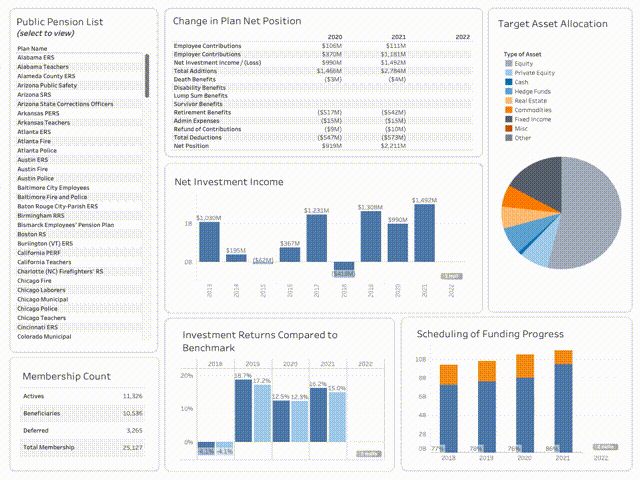 Public Pension List
(select to view)
Plan Name
Alabama ERS
Alabama Teachers
Alameda County ERS
Arizona Public Safety
Arizona SRS
Arizona State Corrections Officers
Arkansas PERS
Arkansas Teachers
Atlanta ERS
Atlanta Fire
Atlanta Police
Austin ERS
Austin Fire
Austin Police
Baltimore City Employees
Baltimore Fire and Police
Baton Rouge City-Parish ERS
Birmingham RRS
Bismarck Employees' Pension Plan
Boston RS
Burlington (VT) ERS
California PERF
California Teachers
Charlotte (NC) Firefighters' RS
Chicago Fire
Chicago Laborers
Chicago Municipal
Chicago Police
Chicago Teachers
Cincinnati ERS
Colorado Municipal
Membership Count
Actives 11,326
Beneficiaries 10,536
Deferred 3,265
Total Membership 25,127
Change in Plan Net Position
2020 2021 2022
Employee Contributions $106M $111M
Employer Contributions $370M $1,181M
Net Investment Income / (Loss) $990M $1,492M
Total Additions $1,466M $2,784M
Death Benefits ($3M) ($4M)
Disability Benefits
Lump Sum Benefits
Survivor Benefits
Retirement Benefits ($517M) ($542M)
Admin Expenses ($15M) ($15M)
Refund of Contributions ($9M) ($10M)
Total Deductions ($547M) ($573M)
Net Position $919M $2,211M
Net Investment Income
$1,030M $195M ($62M) $367M $1,231M $1,308M $990M $1,492M
1B
0B
2013 2014 2015 2016 2017 2018 2019 2020 2021 2022
Investment Returns Compared to
Benchmark
2018 2019 2020 2021 2022
20%
10%
0%
-4.1% -4.1% 18.7% 17.2% 12.5% 12.3% 16.2% 15.0%
Target Asset Allocation
Type of Asset
Equity
Private Equity
Cash
Hedge Funds
Real Estate
Commodities
Fixed Income
Misc
Other
Scheduling of Funding Progress
10B
8B
6B
4B
2B
0B
77% 78% 76% 86%
2018 2019 2020 2021 2022